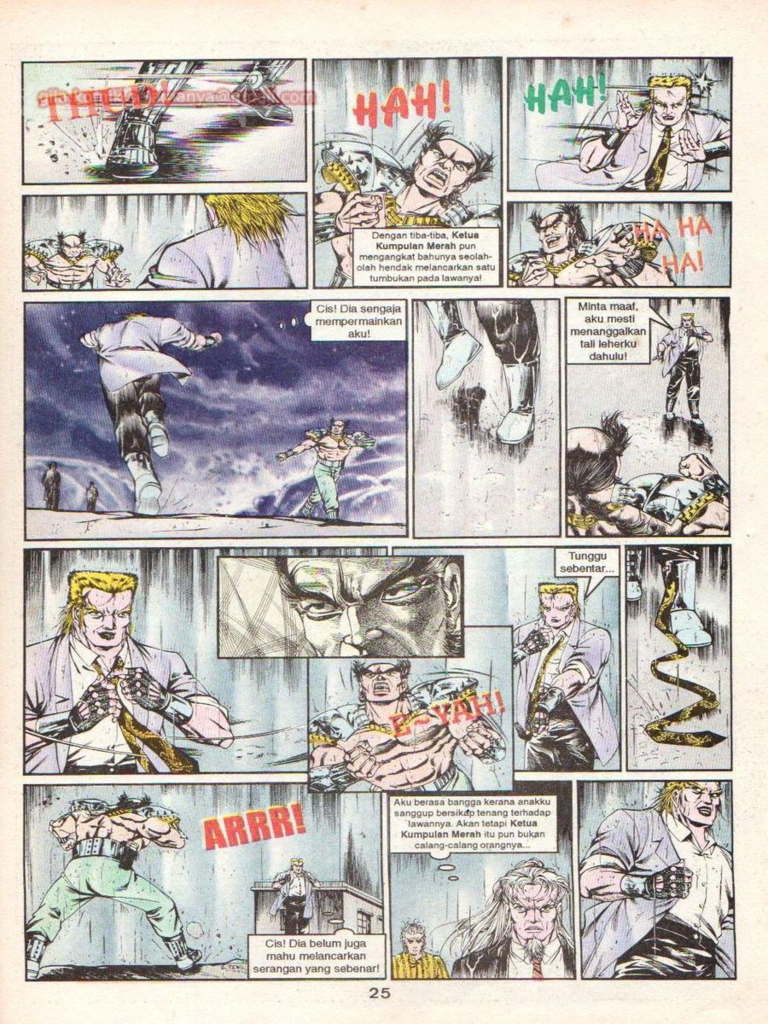 THUD!
HAH!
HAH!
Dengan tiba-tiba, Ketua
Kumpulan Merah pun
mengangkat bahunya seolah-
olah hendak melancarkan satu
tumbukan pada lawanya!
HA HA
HA!
Cis! Dia sengaja
mempermainkan
aku!
Minta maaf,
aku mesti
menanggalkan
tali leherku
dahulu!
Tunggu
sebentar...
E~YAH!
ARRR!
Cis! Dia belum juga
mahu melancarkan
serangan yang sebenar!
Aku berasa bangga kerana anakku
sanggup bersikap tenang terhadap
lawannya. Akan tetapi Ketua
Kumpulan Merah itu pun bukan
calang-calang orangnya...
25